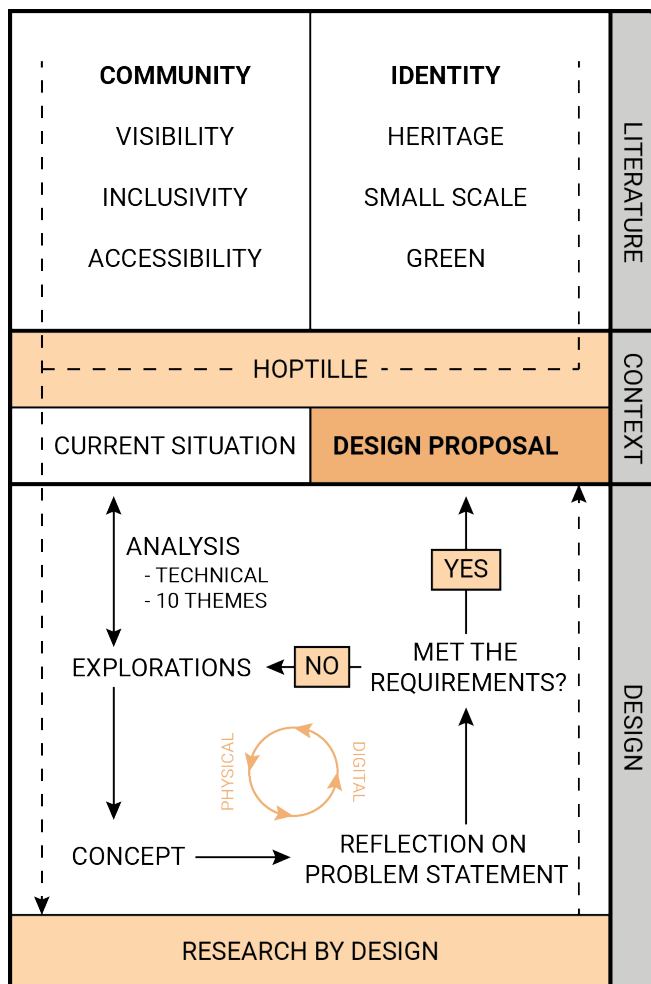 COMMUNITY
VISIBILITY
INCLUSIVITY
ACCESSIBILITY
IDENTITY
HERITAGE
SMALL SCALE
GREEN
LITERATURE
HOPTILLE
CURRENT SITUATION
DESIGN PROPOSAL
CONTEXT
ANALYSIS
- TECHNICAL
- 10 THEMES
YES
EXPLORATIONS
NO
MET THE
REQUIREMENTS?
PHYSICAL
DIGITAL
CONCEPT
REFLECTION ON
PROBLEM STATEMENT
DESIGN
RESEARCH BY DESIGN